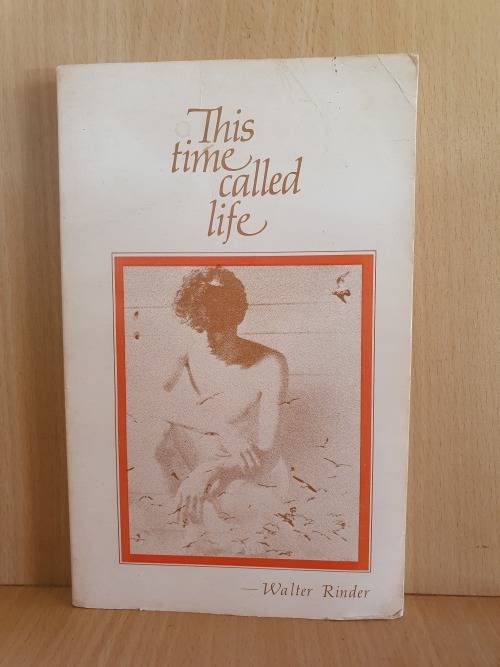 This
time
called
life
—Walter Rinder